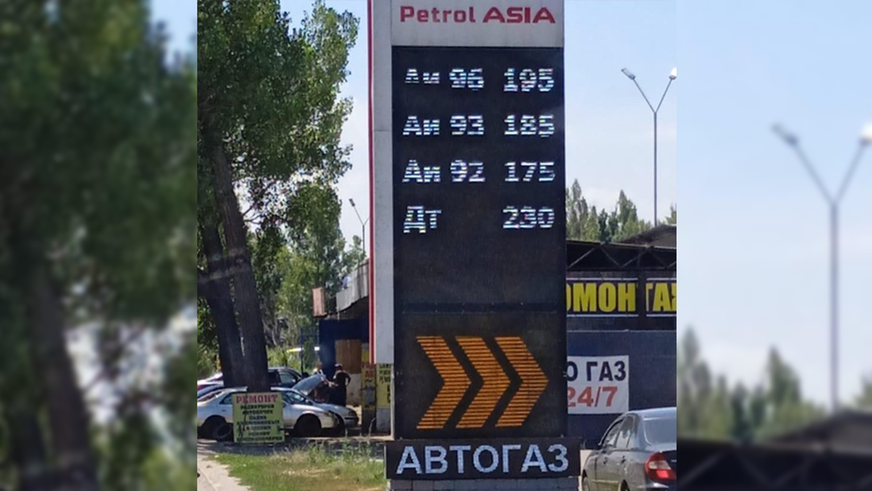 Petrol ASIA
Аи 96 195
Аи 93 185
Аи 92 175
Дт 230
АВТОГАЗ
ГАЗ
24/7
РЕМОНТ